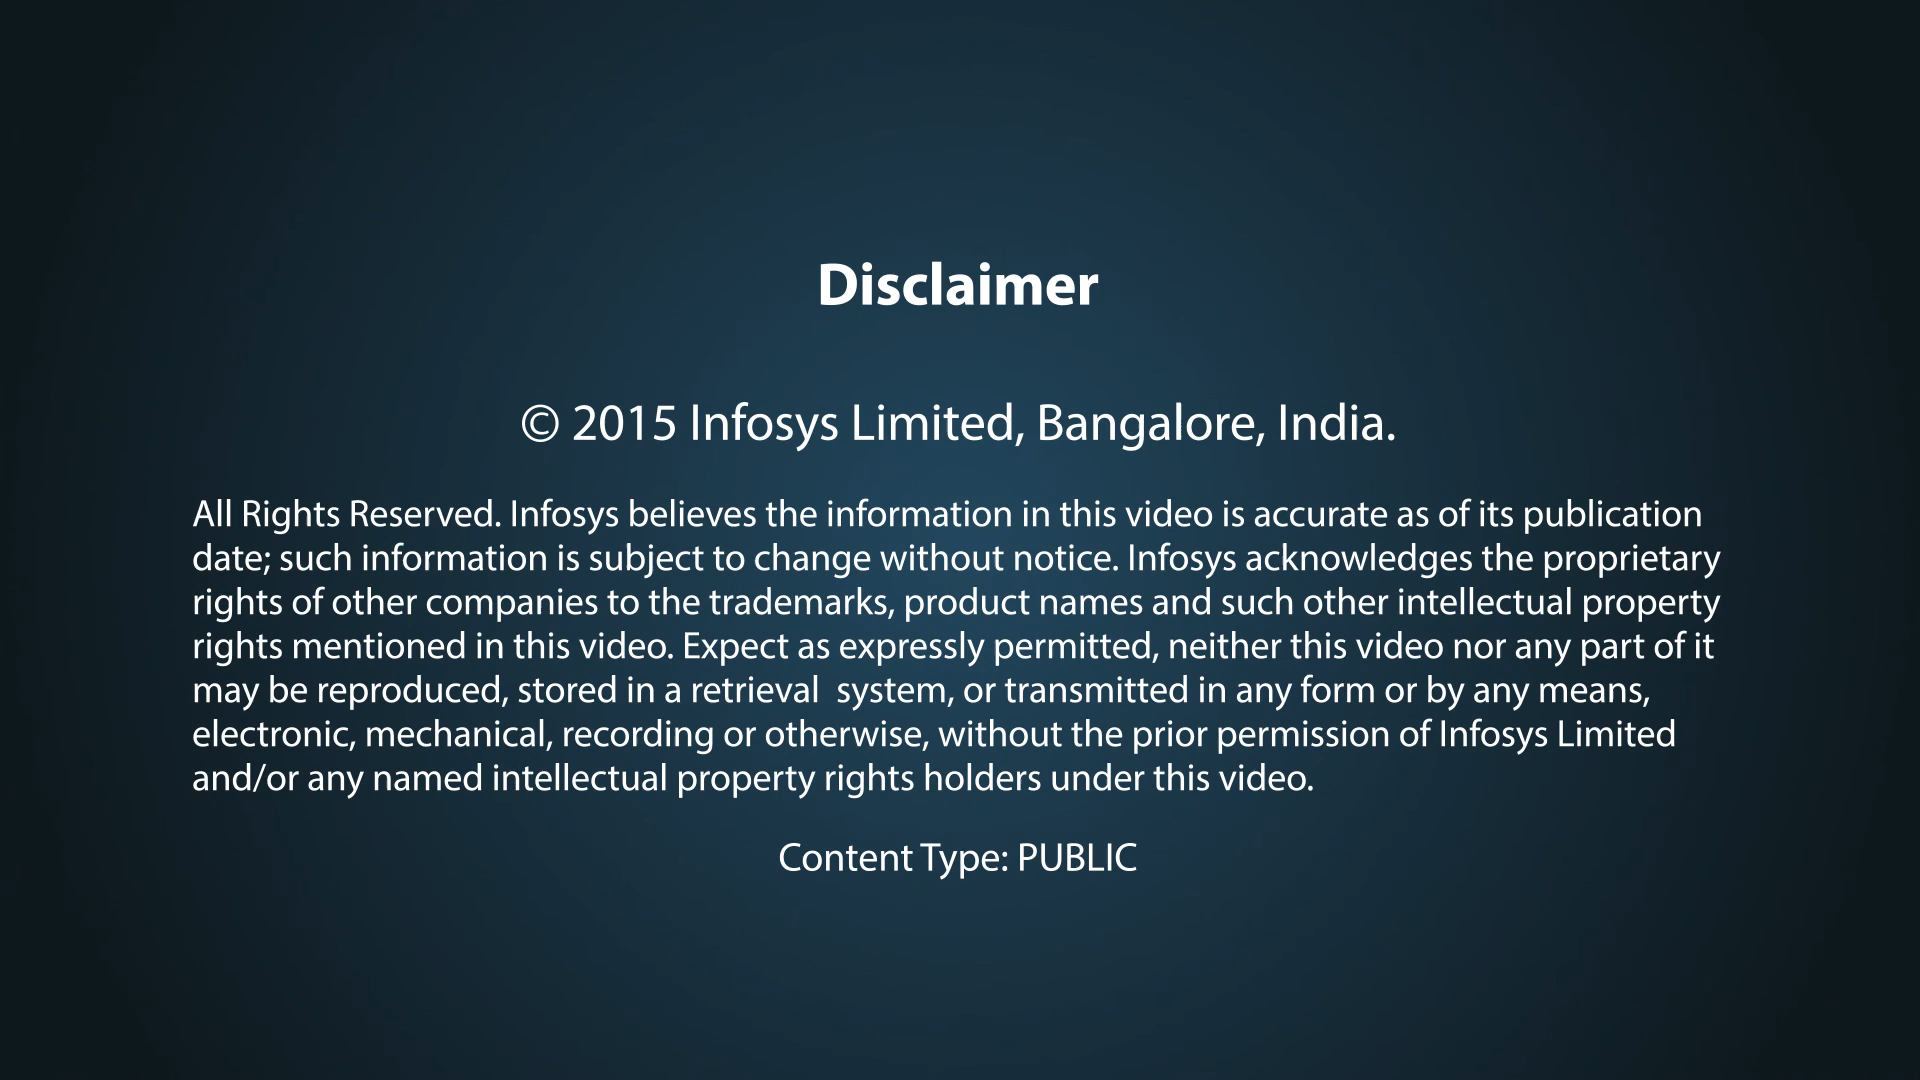 Disclaimer
© 2015 Infosys Limited, Bangalore, India.
All Rights Reserved. Infosys believes the information in this video is accurate as of its publication
date; such information is subject to change without notice. Infosys acknowledges the proprietary
rights of other companies to the trademarks, product names and such other intellectual property
rights mentioned in this video. Expect as expressly permitted, neither this video nor any part of it
may be reproduced, stored in a retrieval  system, or transmitted in any form or by any means,
electronic, mechanical, recording or otherwise, without the prior permission of Infosys Limited
and/or any named intellectual property rights holders under this video.
Content Type: PUBLIC